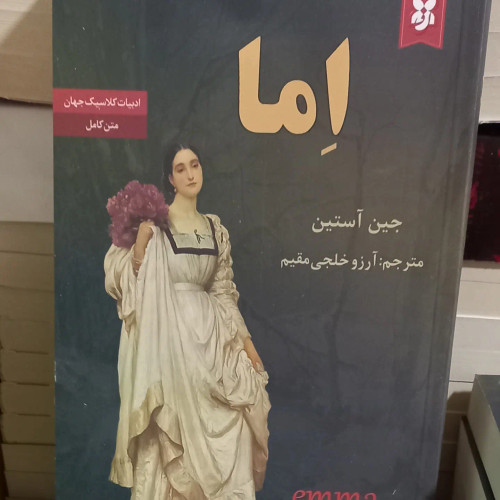 اِما
ادبیات کلاسیک جهان
متن کامل
جین آستین
مترجم: آرزو خلجی مقیم
emma